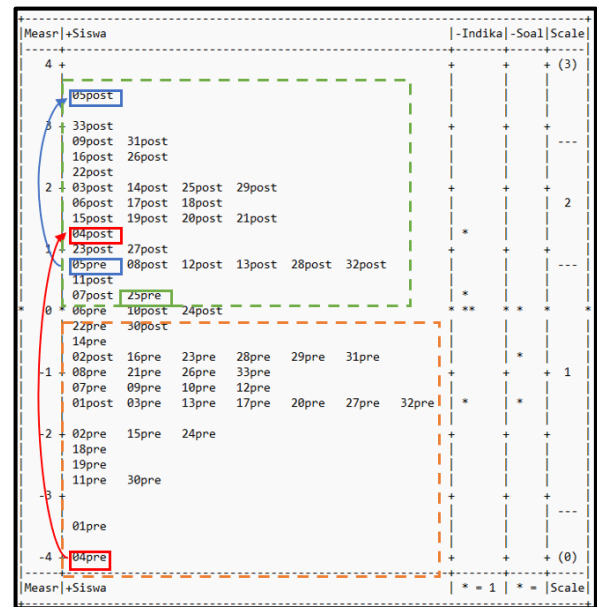 Measr|+Siswa |-Indika|-Soal|Scale|
4 + + + + (3)
05post
3 + 33post + + +
09post 31post ---
16post 26post
22post
2 + 03post 14post 25post 29post + + +
06post 17post 18post 2
15post 19post 20post 21post
04post *
1 + 23post 27post + + +
05pre 08post 12post 13post 28post 32post ---
11post
07post 25pre *
* 0 * 06pre 10post 24post * ** * * * *
22pre 30post
14pre
02post 16pre 23pre 28pre 29pre 31pre *
-1 + 08pre 21pre 26pre 33pre + + + 1
07pre 09pre 10pre 12pre
01post 03pre 13pre 17pre 20pre 27pre 32pre * *
-2 + 02pre 15pre 24pre + + +
18pre
19pre
11pre 30pre
-3 + + + +
---
01pre
-4 + 04pre + + + (0)
|Measr|+Siswa | * = 1 | * = |Scale|